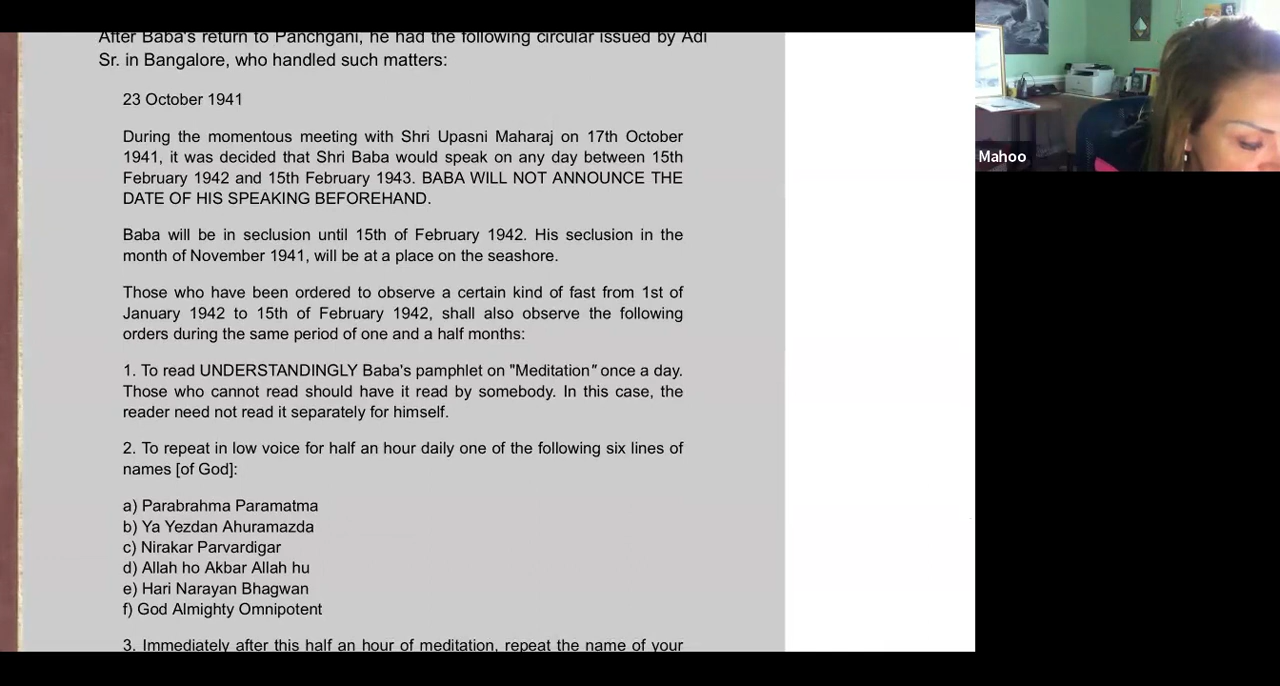 After Baba's return to Panchgani, he had the following circular issued by Adi
Sr. in Bangalore, who handled such matters:
23 October 1941
During the momentous meeting with Shri Upasni Maharaj on 17th October
1941, it was decided that Shri Baba would speak on any day between 15th
February 1942 and 15th February 1943. BABA WILL NOT ANNOUNCE THE
DATE OF HIS SPEAKING BEFOREHAND.
Baba will be in seclusion until 15th of February 1942. His seclusion in the
month of November 1941, will be at a place on the seashore.
Those who have been ordered to observe a certain kind of fast from 1st of
January 1942 to 15th of February 1942, shall also observe the following
orders during the same period of one and a half months:
1. To read UNDERSTANDINGLY Baba's pamphlet on "Meditation" once a day.
Those who cannot read should have it read by somebody. In this case, the
reader need not read it separately for himself.
2. To repeat in low voice for half an hour daily one of the following six lines of
names [of God]:
a) Parabrahma Paramatma
b) Ya Yezdan Ahuramazda
c) Nirakar Parvardigar
d) Allah ho Akbar Allah hu
e) Hari Narayan Bhagwan
f) God Almighty Omnipotent
3. Immediately after this half an hour of meditation, repeat the name of your
Mahoo